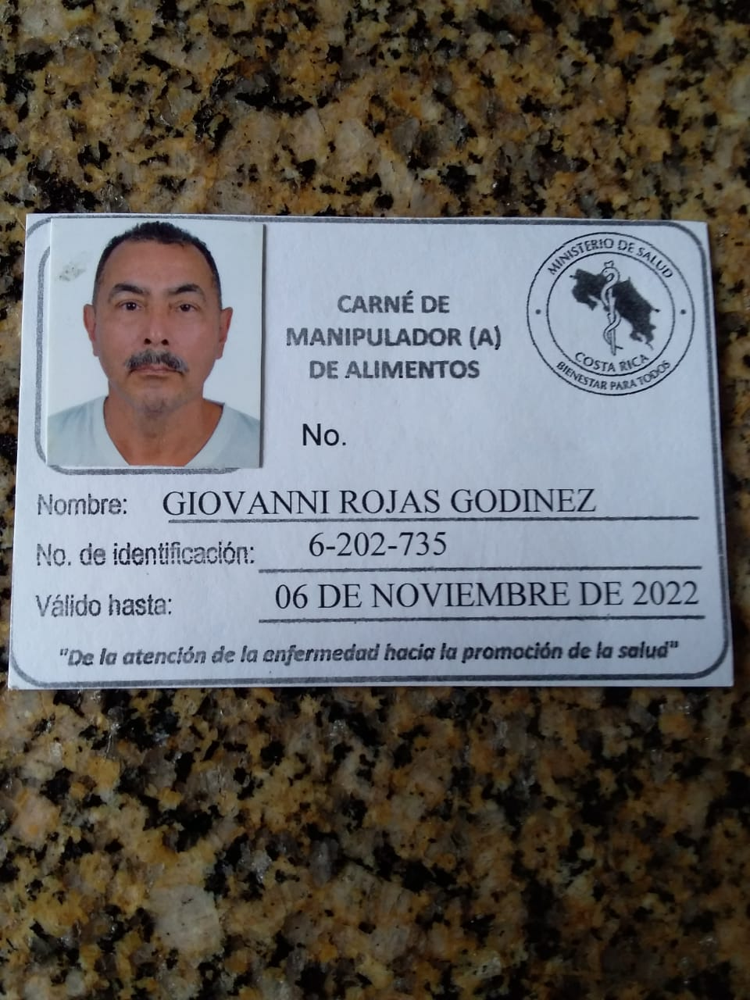 MINISTERIO DE SALUD
COSTA RICA
BIENESTAR PARA TODOS
CARNÉ DE
MANIPULADOR (A)
DE ALIMENTOS
No.
Nombre: GIOVANNI ROJAS GODINEZ
No. de identificación: 6-202-735
Válido hasta: 06 DE NOVIEMBRE DE 2022
"De la atención de la enfermedad hacia la promoción de la salud"